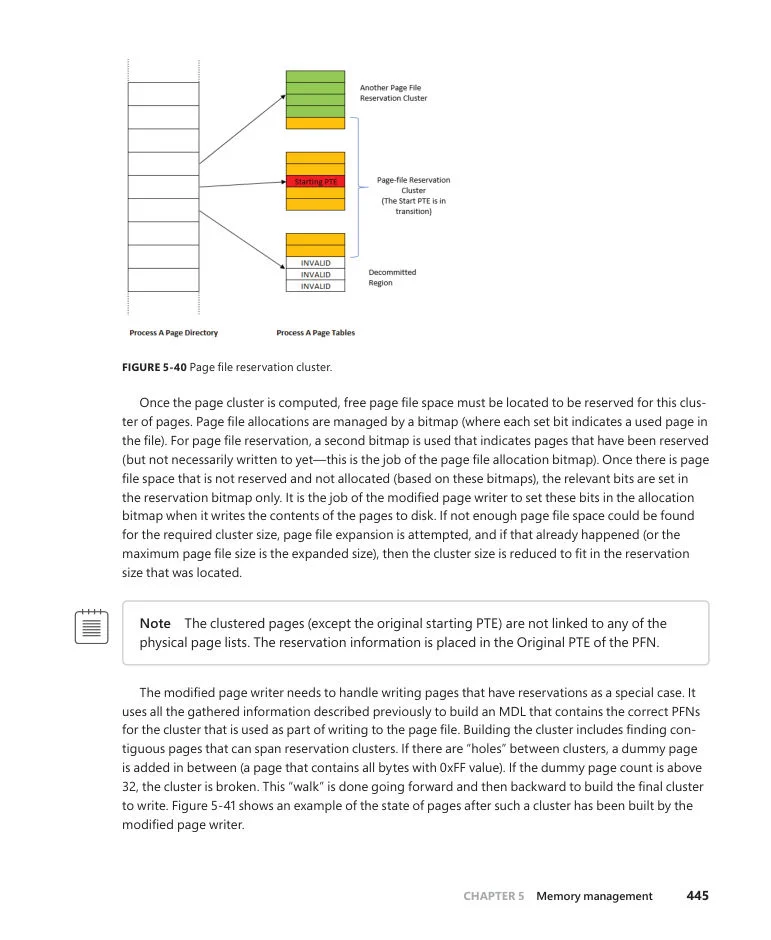 Another Page File
Reservation Cluster
Starting PTE
Page-file Reservation
Cluster
(The Start PTE is in
transition)
INVALID
INVALID
INVALID
Decommitted
Region
Process A Page Directory
Process A Page Tables
FIGURE 5-40 Page file reservation cluster.
Once the page cluster is computed, free page file space must be located to be reserved for this clus-
ter of pages. Page file allocations are managed by a bitmap (where each set bit indicates a used page in
the file). For page file reservation, a second bitmap is used that indicates pages that have been reserved
(but not necessarily written to yet—this is the job of the page file allocation bitmap). Once there is page
file space that is not reserved and not allocated (based on these bitmaps), the relevant bits are set in
the reservation bitmap only. It is the job of the modified page writer to set these bits in the allocation
bitmap when it writes the contents of the pages to disk. If not enough page file space could be found
for the required cluster size, page file expansion is attempted, and if that already happened (or the
maximum page file size is the expanded size), then the cluster size is reduced to fit in the reservation
size that was located.
Note The clustered pages (except the original starting PTE) are not linked to any of the
physical page lists. The reservation information is placed in the Original PTE of the PFN.
The modified page writer needs to handle writing pages that have reservations as a special case. It
uses all the gathered information described previously to build an MDL that contains the correct PFNs
for the cluster that is used as part of writing to the page file. Building the cluster includes finding con-
tiguous pages that can span reservation clusters. If there are “holes” between clusters, a dummy page
is added in between (a page that contains all bytes with 0xFF value). If the dummy page count is above
32, the cluster is broken. This “walk” is done going forward and then backward to build the final cluster
to write. Figure 5-41 shows an example of the state of pages after such a cluster has been built by the
modified page writer.
CHAPTER 5 Memory management 445